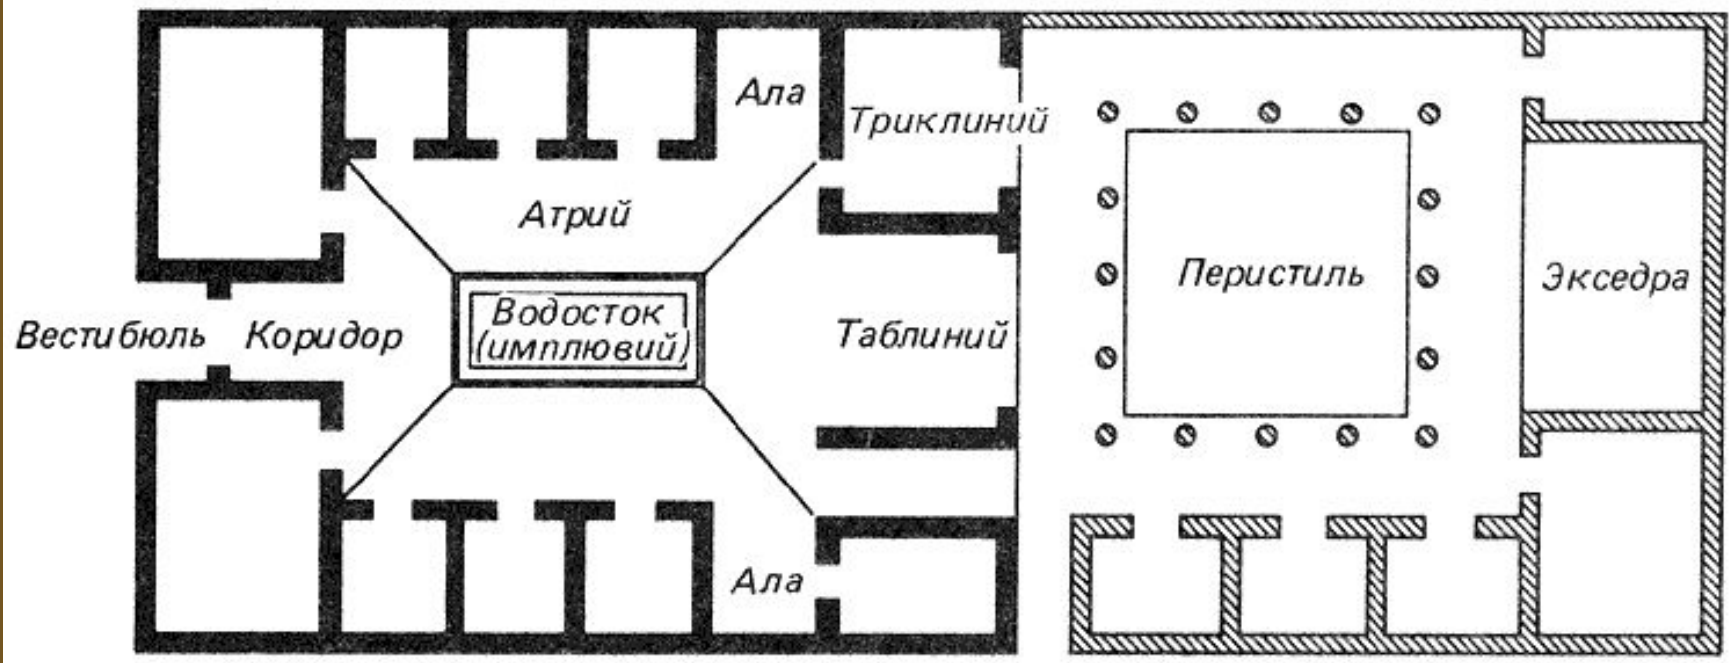 Ала
Триклиний
Атрий
Перистиль
Экседра
Водосток
(имплювий)
Вестибюль
Коридор
Таблиний
Ала